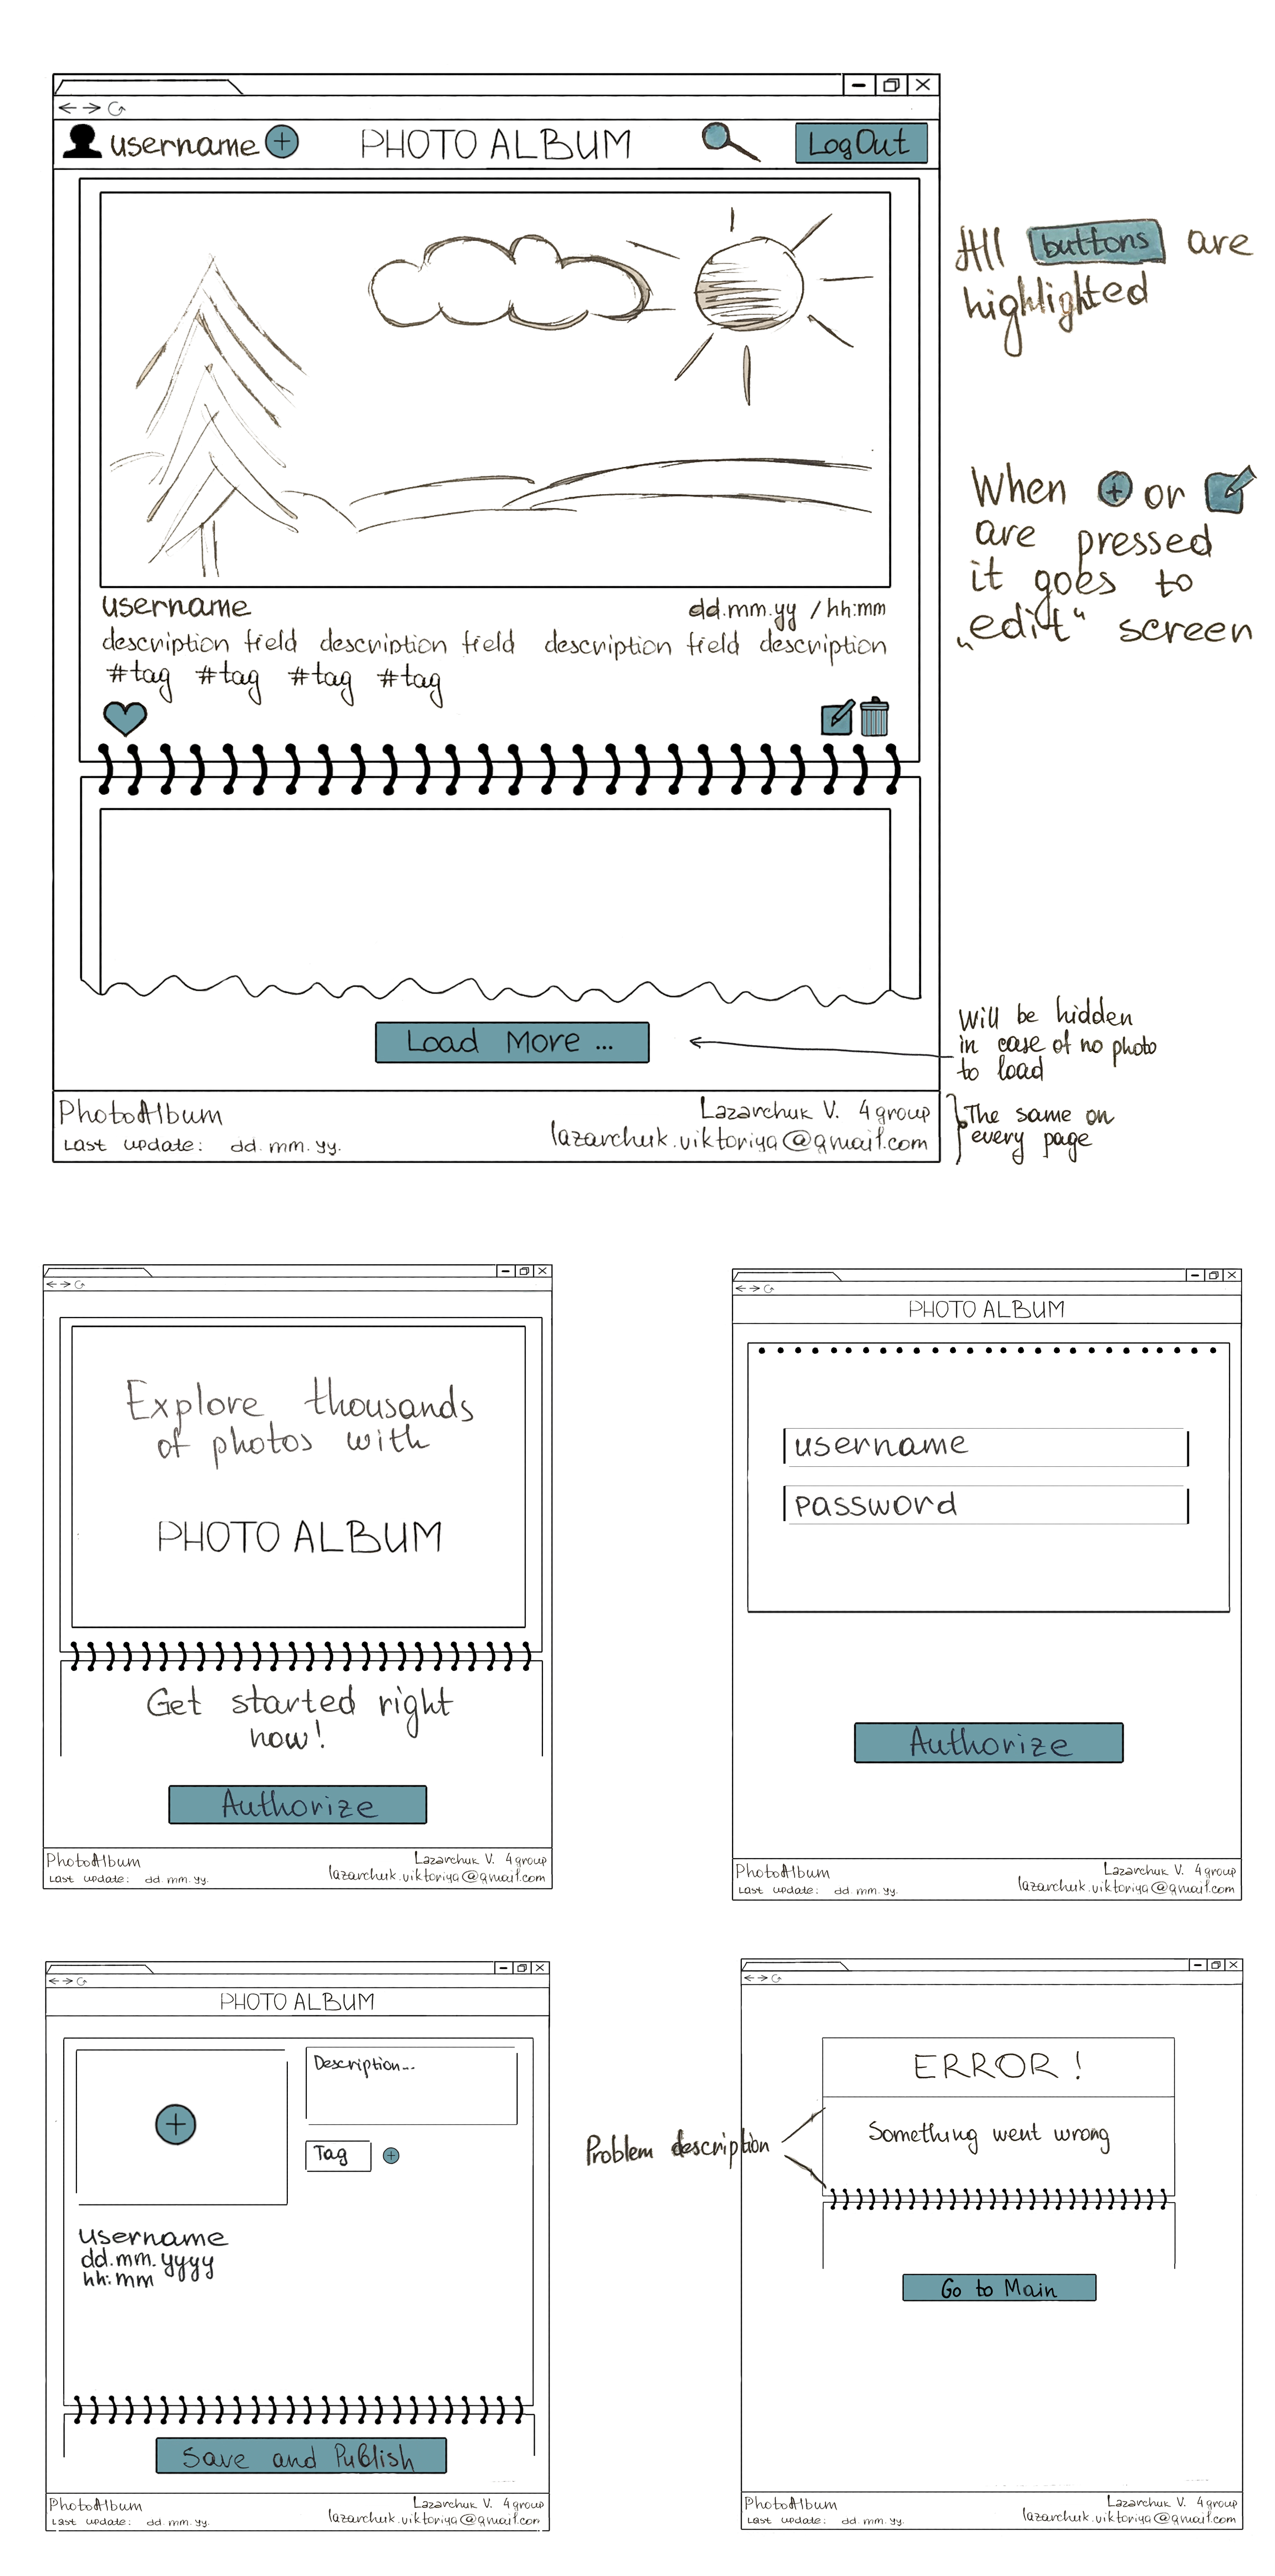 username
PHOTO ALBUM
LogOut
All buttons are
highlighted
When + or
are pressed
it goes to
„edit“ screen
username
dd.mm.yy / hh:mm
description field description field description field description
#tag #tag #tag #tag
Load More ...
Will be hidden
in case of no photo
to load
PhotoAlbum
Last update: dd.mm.yy.
Lazarchuk V. 4 group
lazarchuk.viktoriya@gmail.com
The same on
every page
Explore thousands
of photos with
PHOTO ALBUM
Get started right
now!
Authorize
PhotoAlbum
Last update: dd.mm.yy.
Lazarchuk V. 4 group
lazarchuk.viktoriya@gmail.com
PHOTO ALBUM
username
password
Authorize
PhotoAlbum
Last update: dd.mm.yy.
Lazarchuk V. 4 group
lazarchuk.viktoriya@gmail.com
PHOTO ALBUM
Description...
Tag
username
dd.mm.yyyy
hh:mm
Save and Publish
PhotoAlbum
Last update: dd.mm.yy.
Lazarchuk V. 4 group
lazarchuk.viktoriya@gmail.com
ERROR!
Something went wrong
Problem description
Go to Main
PhotoAlbum
Last update: dd.mm.yy.
Lazarchuk V. 4 group
lazarchuk.viktoriya@gmail.com